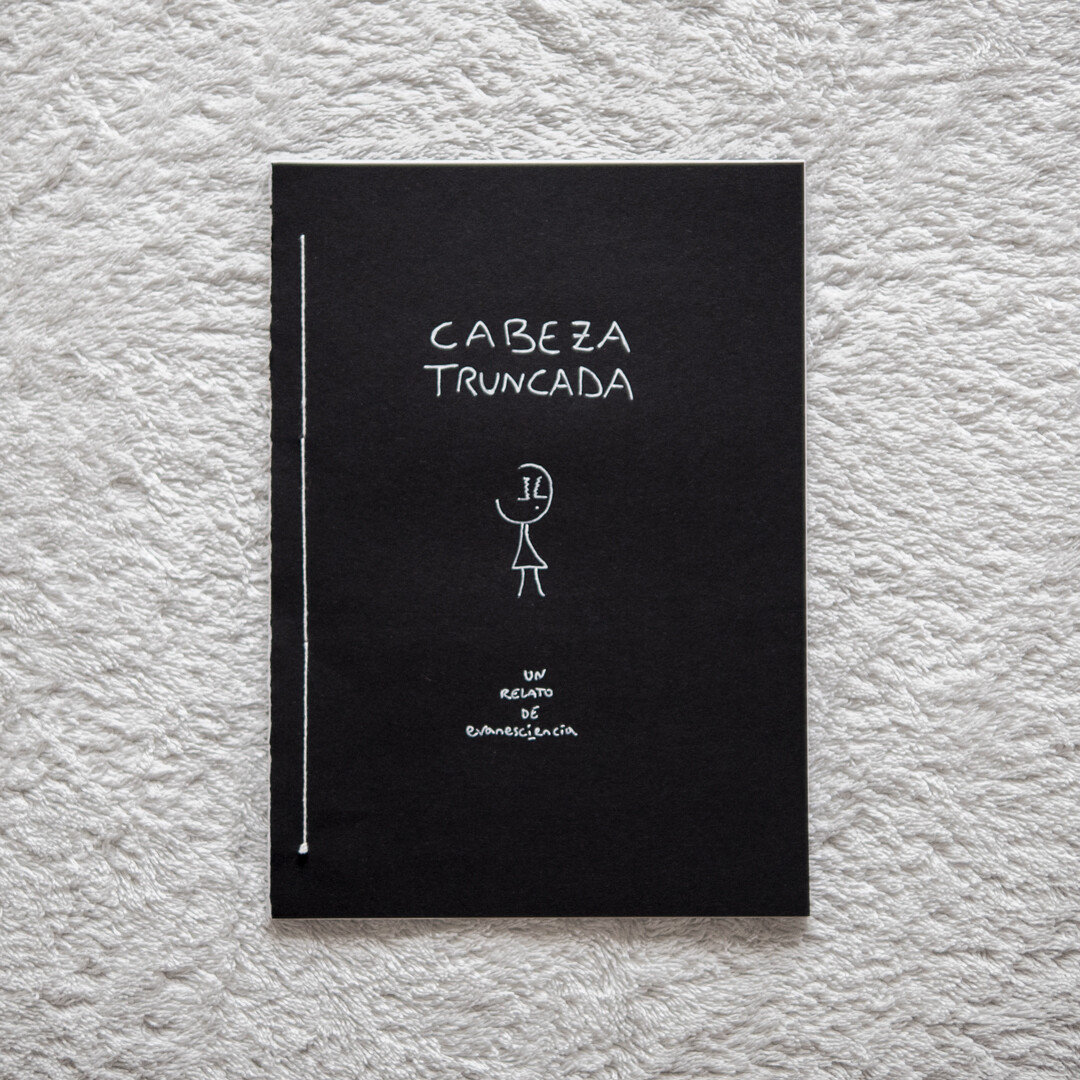 CABEZA
TRUNCADA
UN
RELATO
DE
evanesciencia